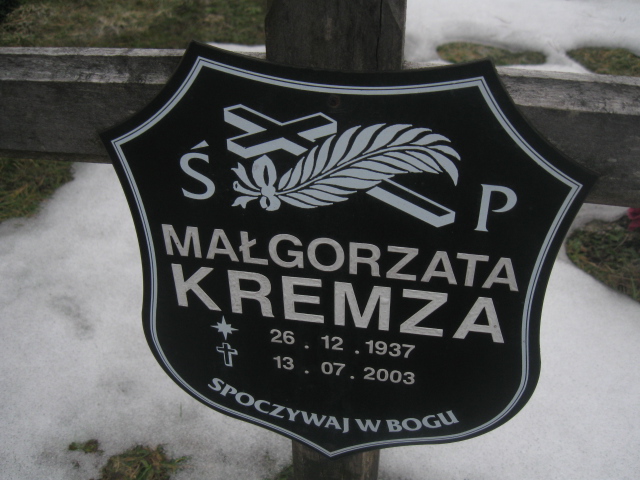 Ś P
MAŁGORZATA
KREMZA
26 . 12 . 1937
13 . 07 . 2003
SPOCZYWAJ W BOGU